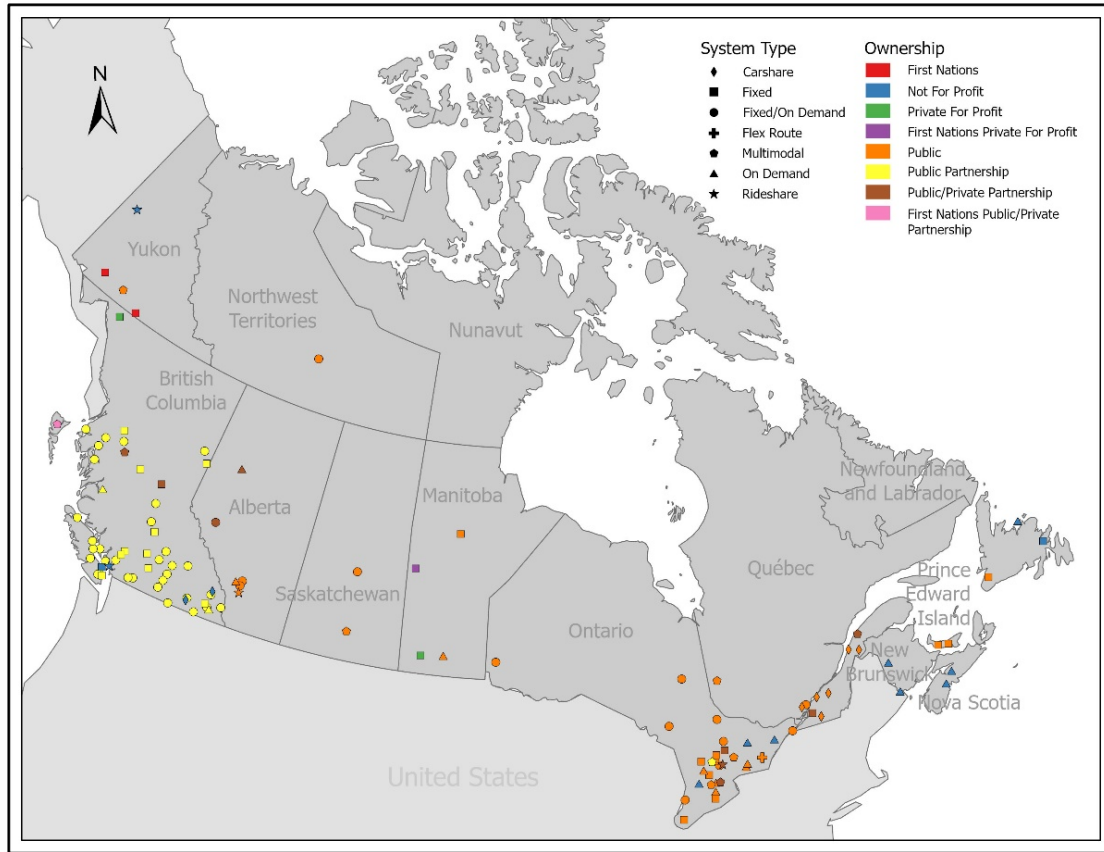 System Type
Carshare
Fixed
Fixed/On Demand
Flex Route
Multimodal
On Demand
Rideshare
Ownership
First Nations
Not For Profit
Private For Profit
First Nations Private For Profit
Public
Public Partnership
Public/Private Partnership
First Nations Public/Private
Partnership
N
Yukon
Northwest
Territories
Nunavut
British
Columbia
Alberta
Saskatchewan
Manitoba
Ontario
Québec
Newfoundland
and Labrador
Prince
Edward
Island
New
Brunswick
Nova Scotia
United States